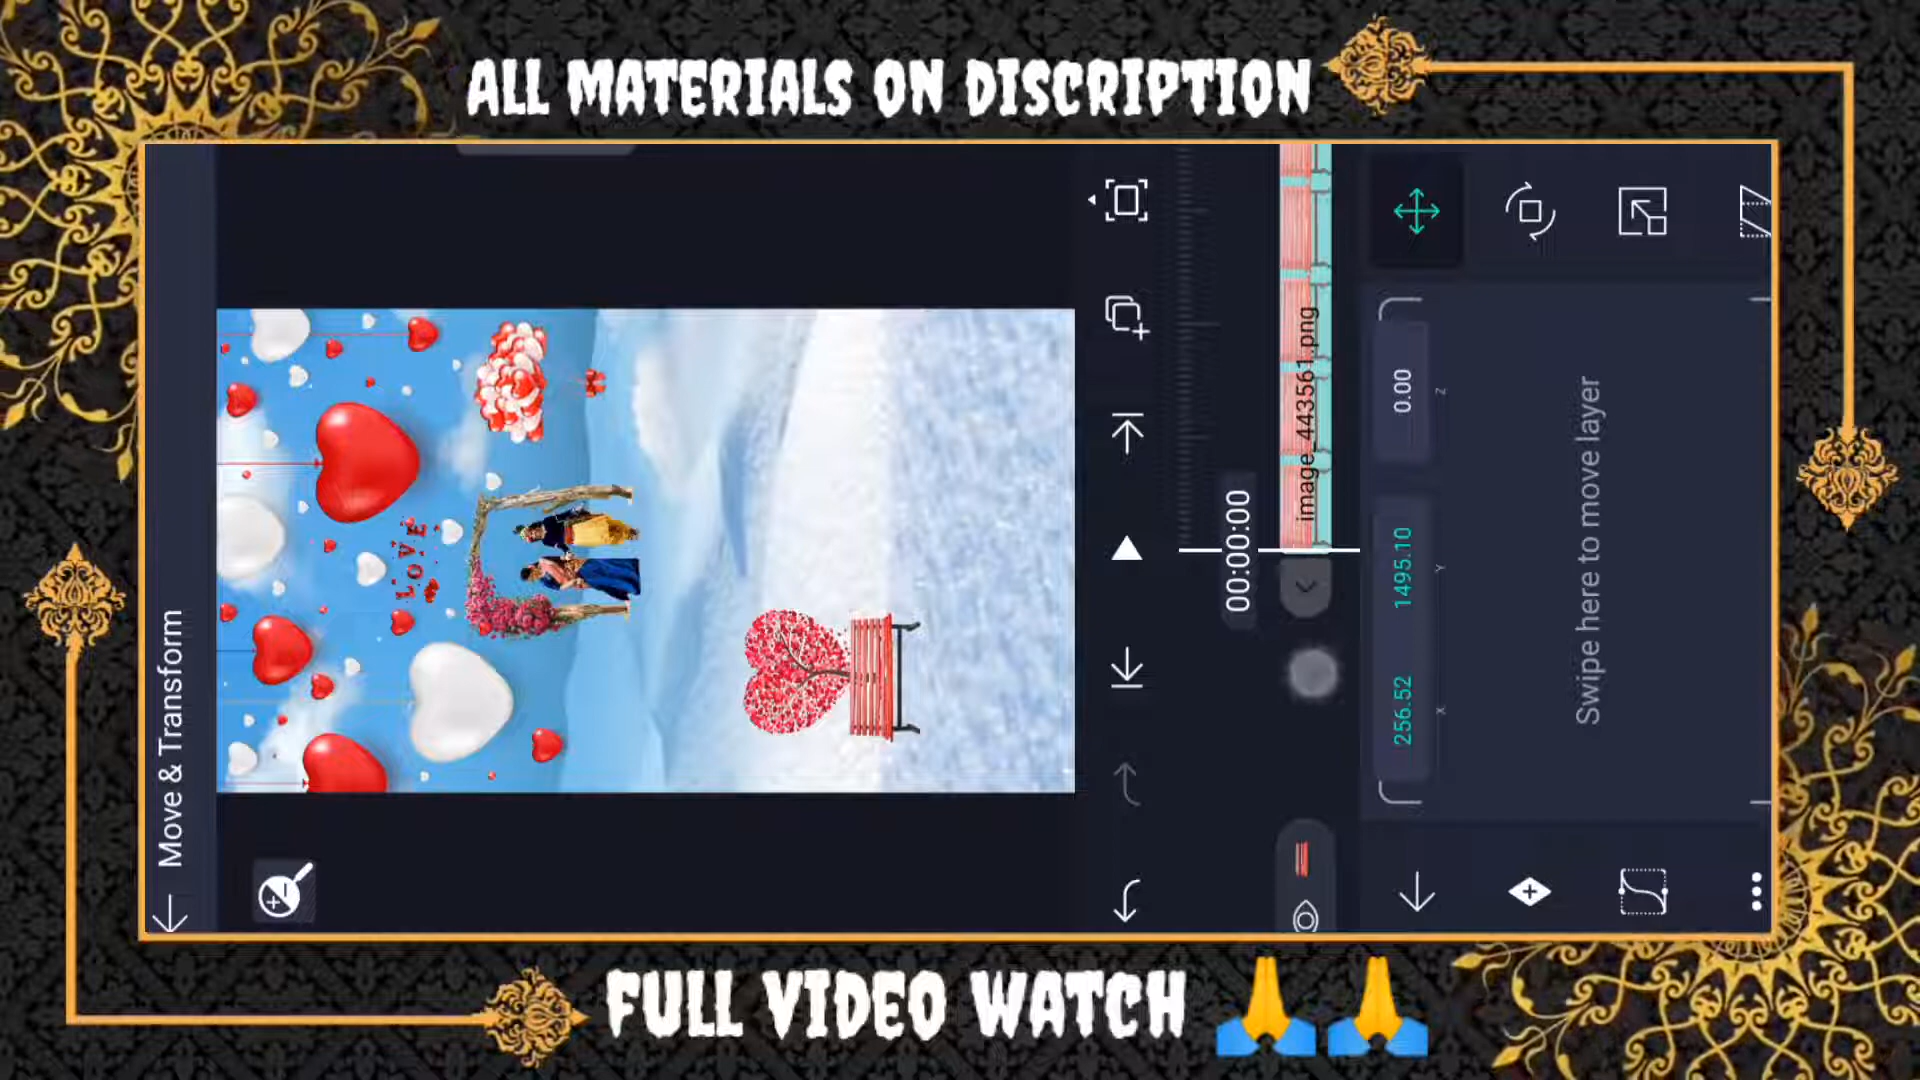 ALL MATERIALS ON DISCRIPTION
Move & Transform
LOVE
00:00:00
image_443561.png
256.52
1495.10
0.00
X
Y
Z
Swipe here to move layer
FULL VIDEO WATCH 🙏🙏